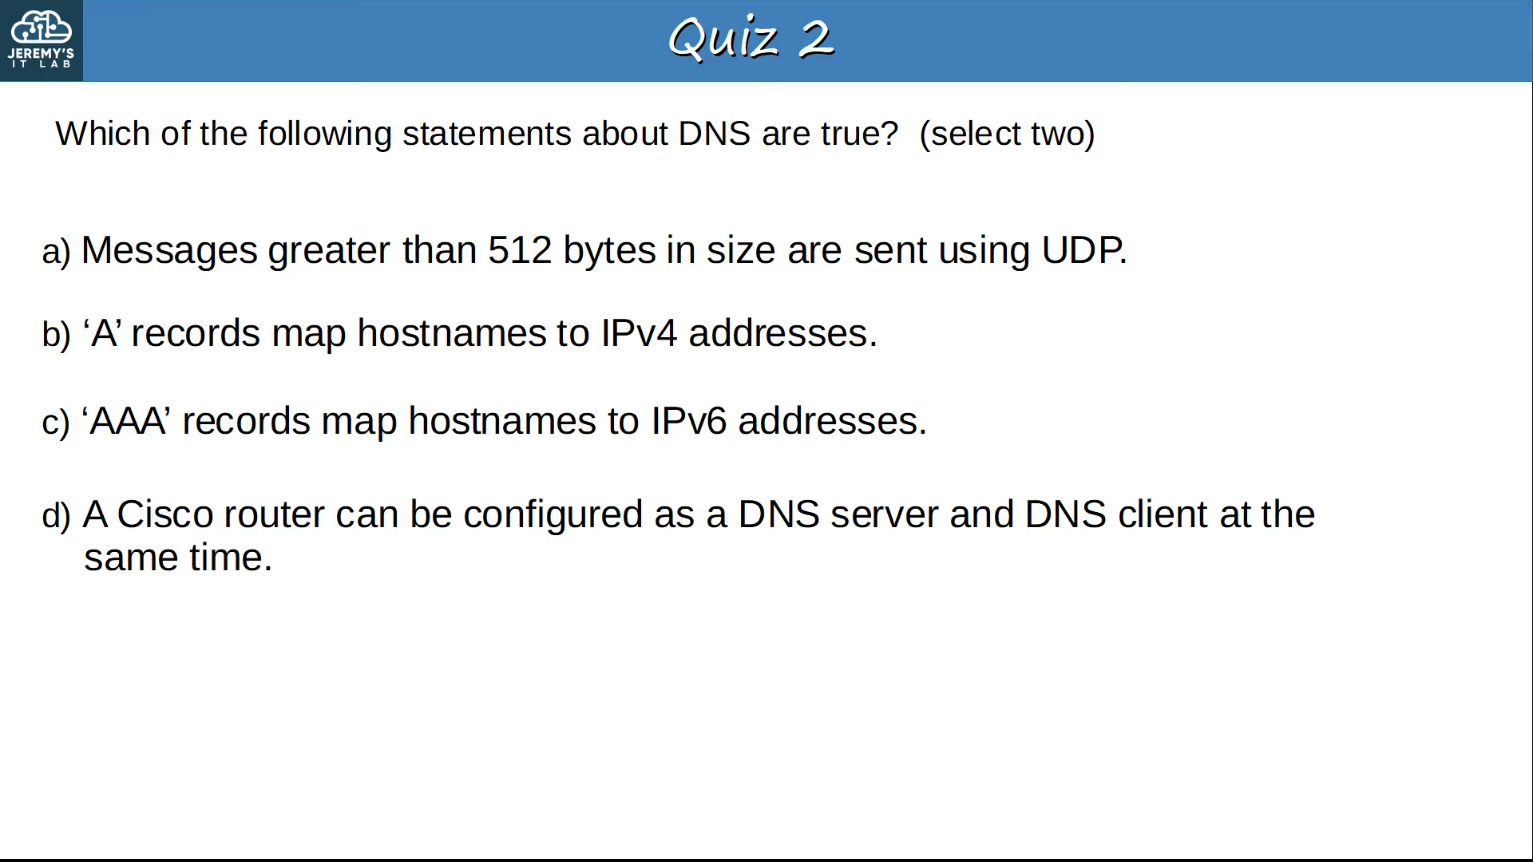 JEREMY'S
IT LAB
Quiz 2
Which of the following statements about DNS are true? (select two)
a) Messages greater than 512 bytes in size are sent using UDP.
b) ‘A’ records map hostnames to IPv4 addresses.
c) ‘AAA’ records map hostnames to IPv6 addresses.
d) A Cisco router can be configured as a DNS server and DNS client at the
same time.